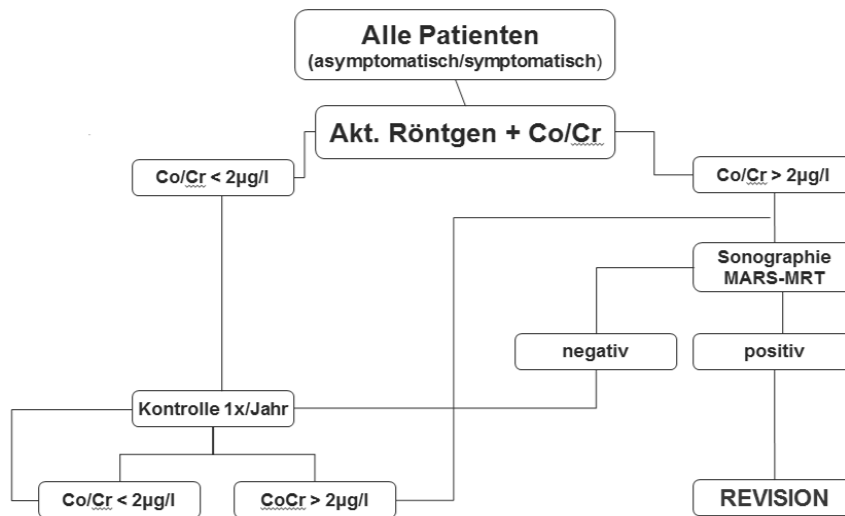 Alle Patienten
(asymptomatisch/symptomatisch)
Akt. Röntgen + Co/Cr
Co/Cr < 2µg/l
Co/Cr > 2µg/l
Sonographie
MARS-MRT
negativ
positiv
Kontrolle 1x/Jahr
Co/Cr < 2µg/l
CoCr > 2µg/l
REVISION